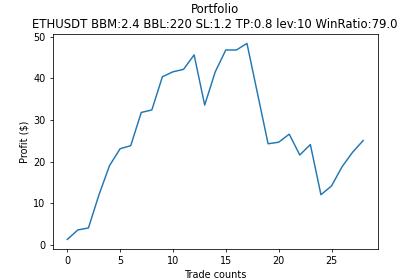 Portfolio
ETHUSDT BBM:2.4 BBL:220 SL:1.2 TP:0.8 lev:10 WinRatio:79.0
50
40
30
20
10
0
Profit ($)
0 5 10 15 20 25
Trade counts